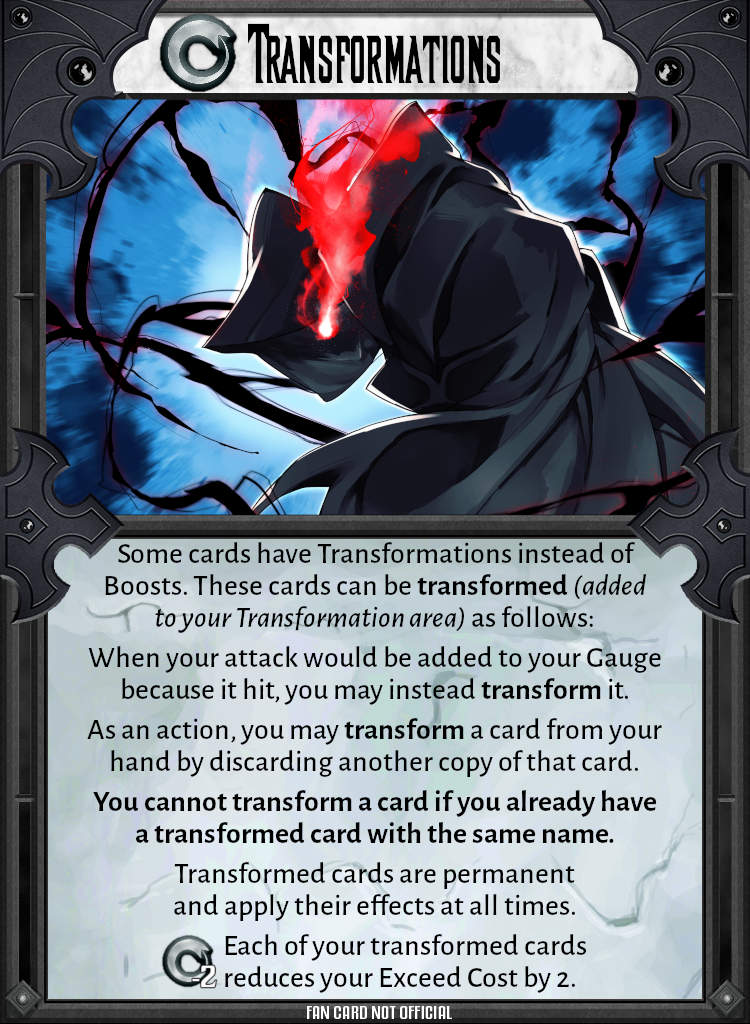 Transformations
Some cards have Transformations instead of
Boosts. These cards can be transformed (added
to your Transformation area) as follows:
When your attack would be added to your Gauge
because it hit, you may instead transform it.
As an action, you may transform a card from your
hand by discarding another copy of that card.
You cannot transform a card if you already have
a transformed card with the same name.
Transformed cards are permanent
and apply their effects at all times.
-2 Each of your transformed cards
reduces your Exceed Cost by 2.
FAN CARD NOT OFFICIAL